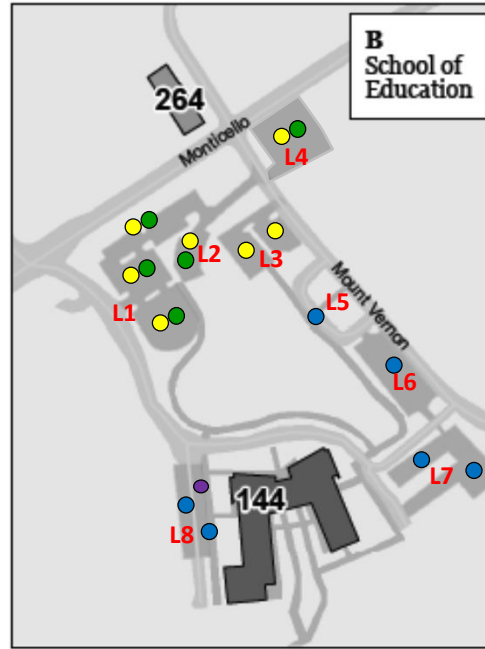 B
School of
Education
264
Monticello
L4
L2
L3
L1
Mount Vernon
L5
L6
L7
144
L8